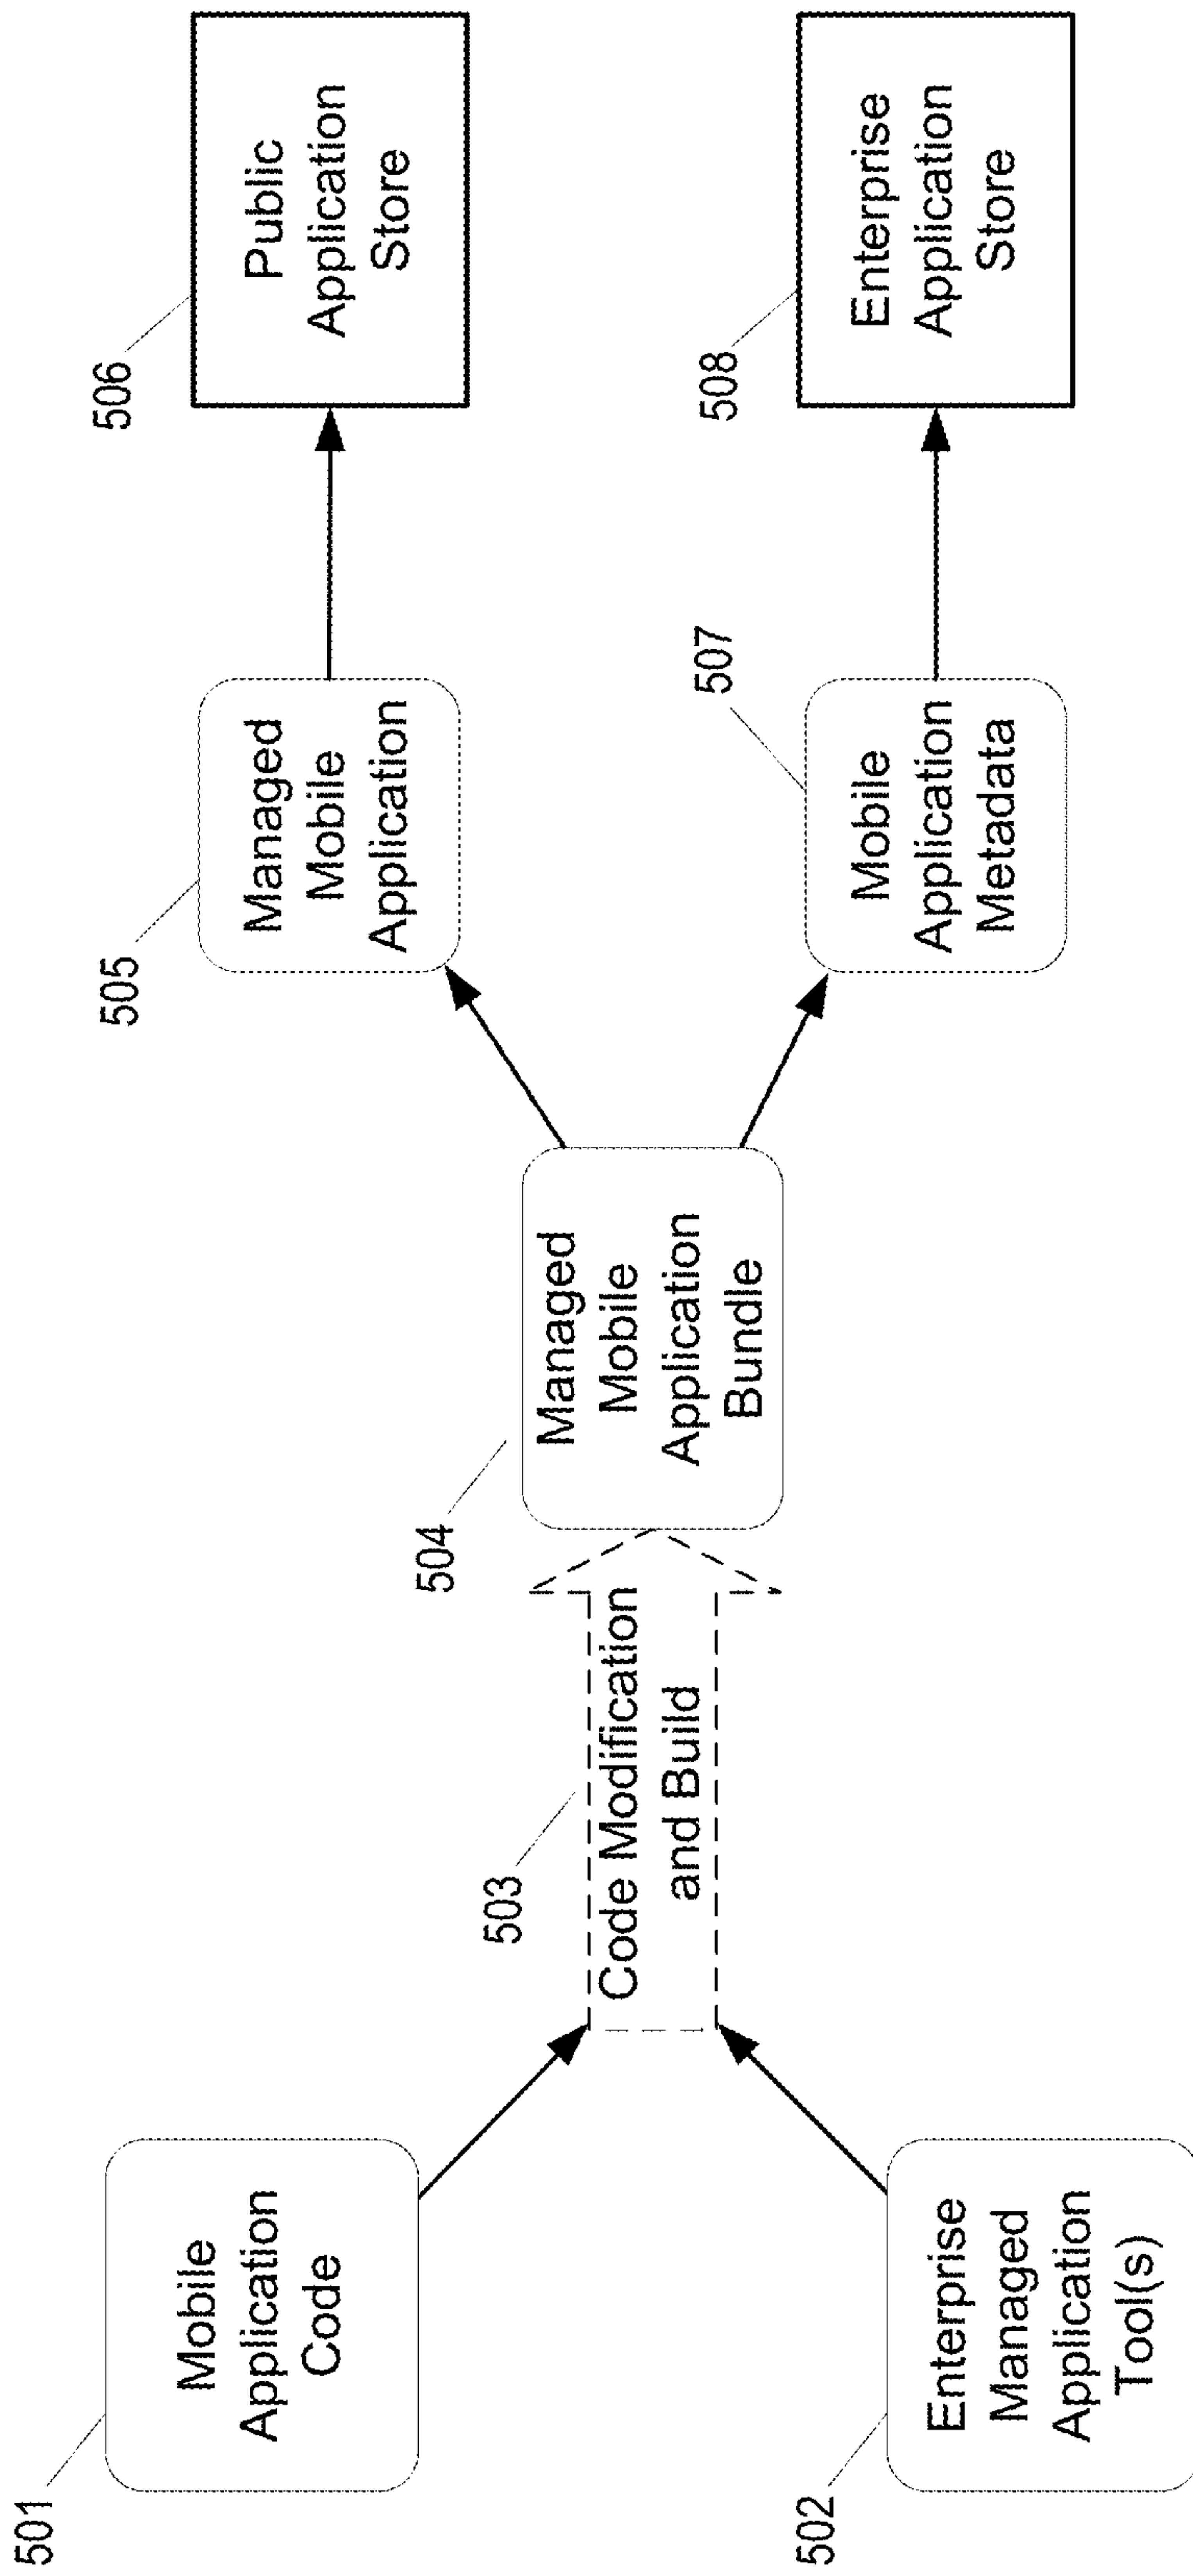 501
Mobile
Application
Code
502
Enterprise
Managed
Application
Tool(s)
503
Code Modification
and Build
504
Managed
Mobile
Application
Bundle
505
Managed
Mobile
Application
506
Public
Application
Store
507
Mobile
Application
Metadata
508
Enterprise
Application
Store